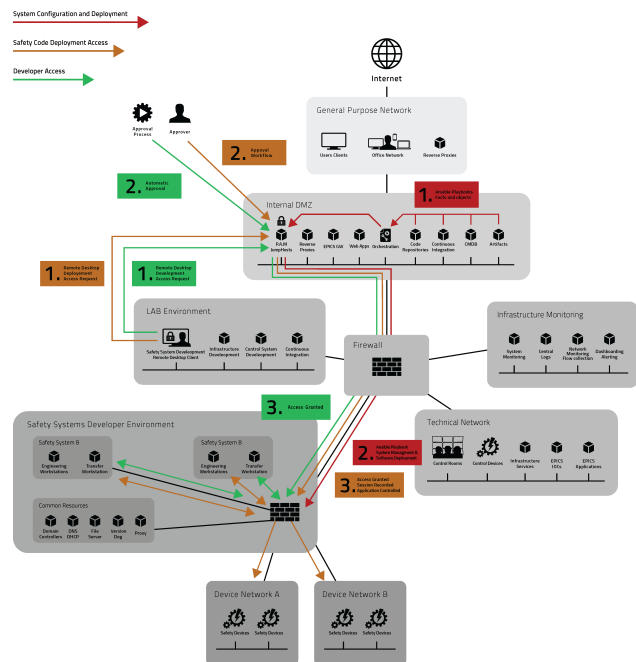 System Configuration and Deployment
Safety Code Deployment Access
Developer Access
Internet
General Purpose Network
Users Clients
Office Network
Reverse Proxies
Approval
Process
Approver
2. Approval
Workflow
2. Automatic
Approval
1. Ansible Playbooks
Facts and objects
Internal DMZ
PALM
JumpHosts
Reverse
Proxies
EPICS GW
Web Apps
Orchestration
Code
Repositories
Continuous
Integration
CMDB
Artifacts
1. Remote Desktop
Deployement
Access Request
1. Remote Desktop
Development
Access Request
LAB Environment
Safety System Development
Remote Desktop Client
Infrastructure
Development
Control System
Development
Continuous
Integration
Firewall
Infrastructure Monitoring
System
Monitoring
Central
Logs
Network
Monitoring
Flow collection
Dashboarding
Alerting
3. Access Granted
Technical Network
Control Rooms
Control Devices
Infrastructure
Services
EPICS
IOCs
EPICS
Applications
2. Ansible Playbook
System Managment &
Software Deployment
3. Access Granted
Session Recorded
Application Controlled
Safety Systems Developer Environment
Safety System B
Engineering
Workstations
Transfer
Workstation
Safety System B
Engineering
Workstations
Transfer
Workstation
Common Resources
Domain
Controllers
DNS
DHCP
File
Server
Version
Dog
Proxy
Device Network A
Safety Devices
Safety Devices
Device Network B
Safety Devices
Safety Devices